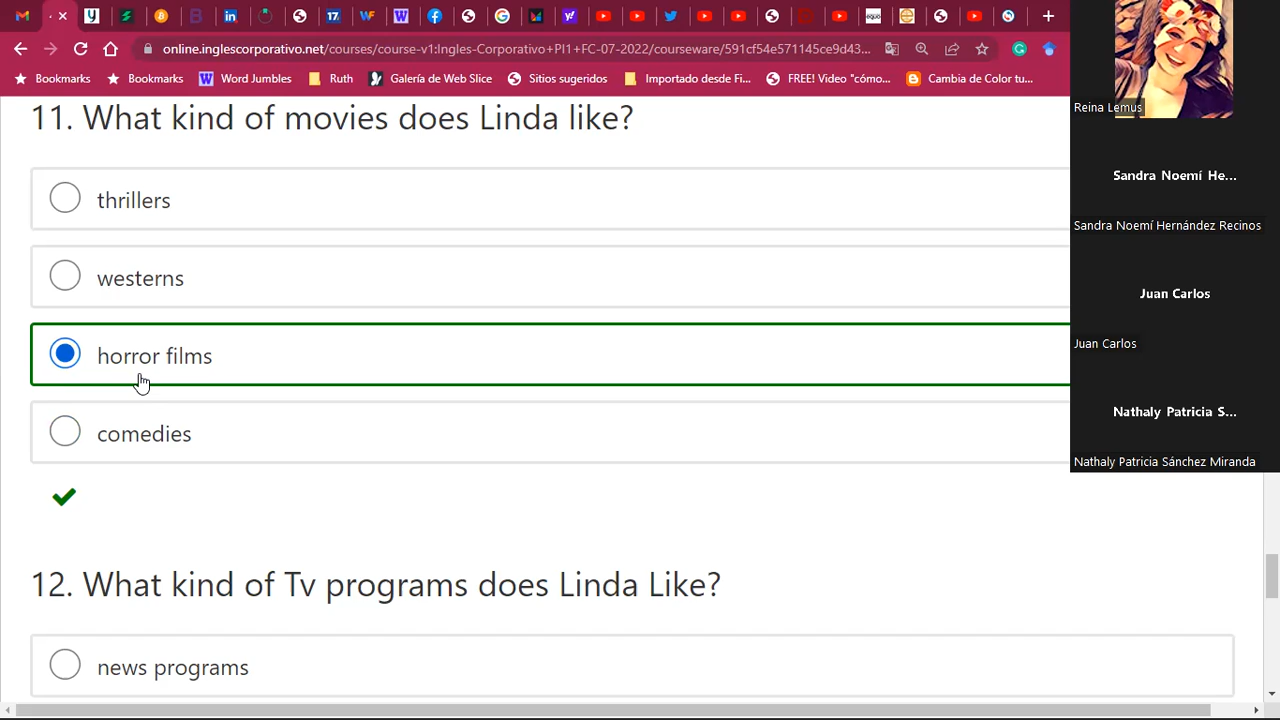 online.inglescorporativo.net/courses/course-v1:Ingles-Corporativo+PI1+FC-07-2022/courseware/591cf54e571145ce9d43...
Bookmarks
Bookmarks
Word Jumbles
Ruth
Galería de Web Slice
Sitios sugeridos
Importado desde Fi...
FREE! Video "cómo...
Cambia de Color tu...
11. What kind of movies does Linda like?
thrillers
westerns
horror films
comedies
12. What kind of Tv programs does Linda Like?
news programs
Reina Lemus
Sandra Noemí He...
Sandra Noemí Hernández Recinos
Juan Carlos
Juan Carlos
Nathaly Patricia S...
Nathaly Patricia Sánchez Miranda